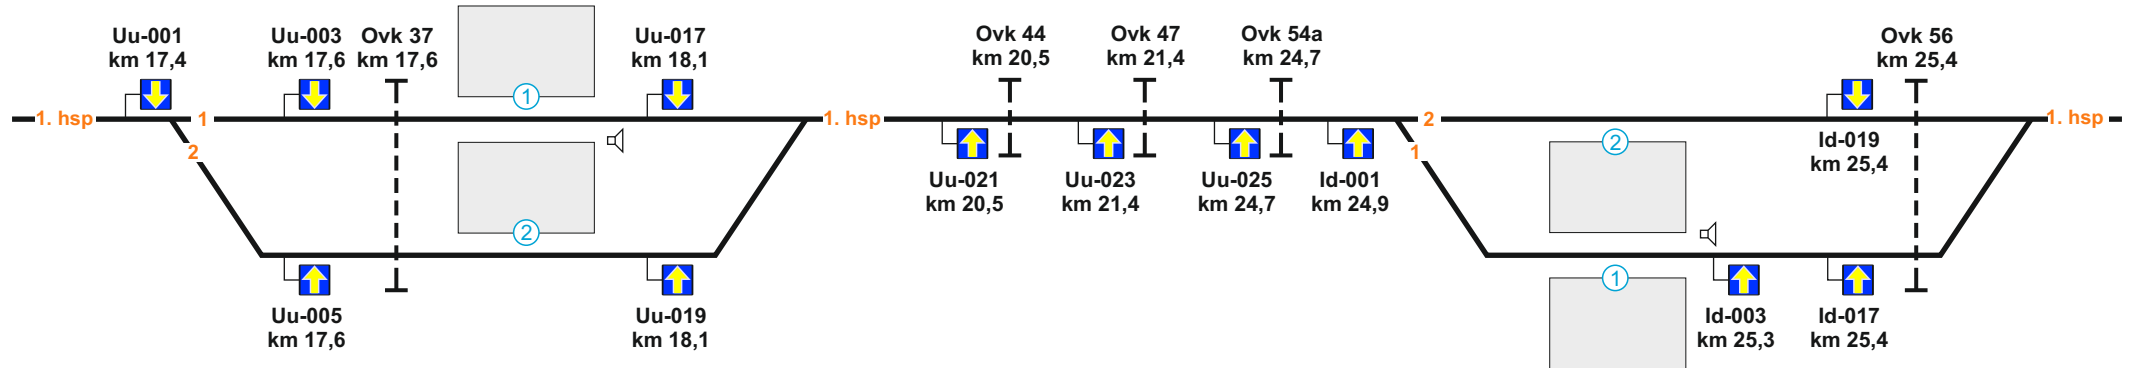 Uu-001
km 17,4
Uu-003
km 17,6
Ovk 37
km 17,6
Uu-017
km 18,1
Ovk 44
km 20,5
Ovk 47
km 21,4
Ovk 54a
km 24,7
Ovk 56
km 25,4
1
1. hsp
1
1. hsp
2
1. hsp
2
1
2
Id-019
km 25,4
Uu-021
km 20,5
Uu-023
km 21,4
Uu-025
km 24,7
Id-001
km 24,9
2
1
Uu-005
km 17,6
Uu-019
km 18,1
Id-003
km 25,3
Id-017
km 25,4